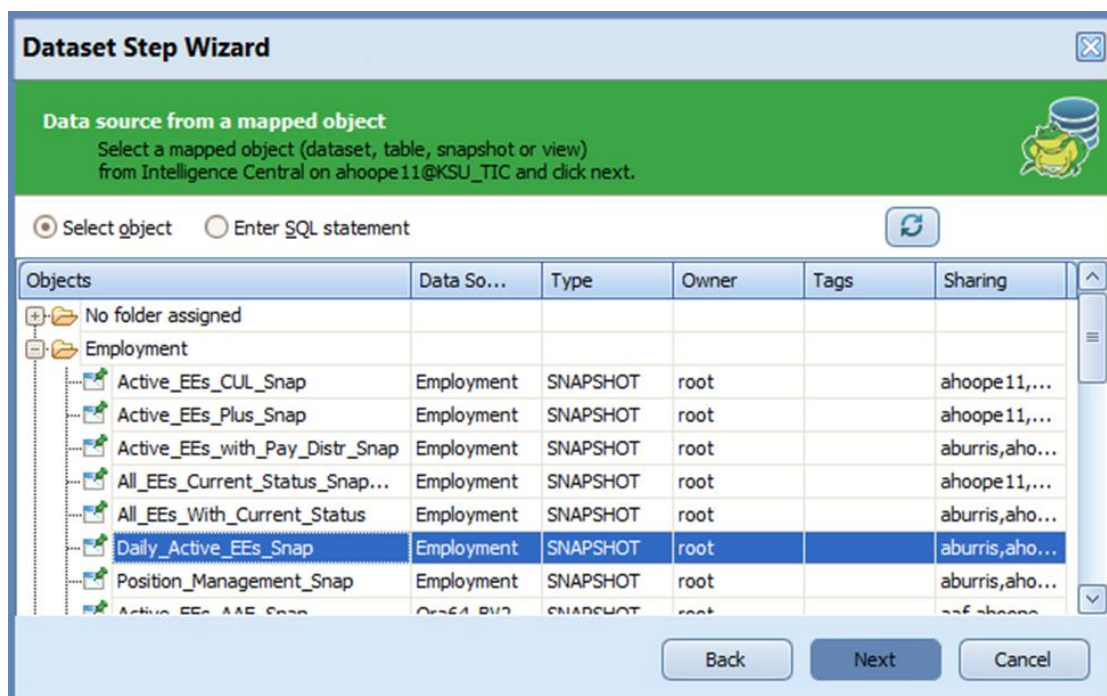 Dataset Step Wizard
Data source from a mapped object
Select a mapped object (dataset, table, snapshot or view)
from Intelligence Central on ahoope11@KSU_TIC and click next.
Select object Enter SQL statement
Objects Data So... Type Owner Tags Sharing
No folder assigned
Employment
Active_EEs_CUL_Snap Employment SNAPSHOT root ahoope11,...
Active_EEs_Plus_Snap Employment SNAPSHOT root ahoope11,...
Active_EEs_with_Pay_Distr_Snap Employment SNAPSHOT root aburris,aho...
All_EEs_Current_Status_Snap... Employment SNAPSHOT root ahoope11,...
All_EEs_With_Current_Status Employment SNAPSHOT root aburris,aho...
Daily_Active_EEs_Snap Employment SNAPSHOT root aburris,aho...
Position_Management_Snap Employment SNAPSHOT root aburris,aho...
SNAPSHOT root
Back Next Cancel